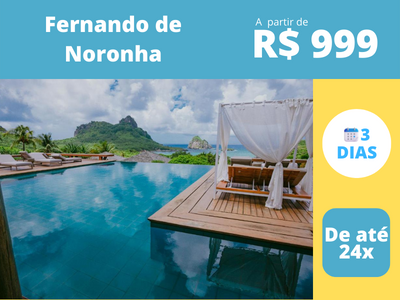 Fernando de
Noronha
A partir de
R$ 999
3
DIAS
De até
24x